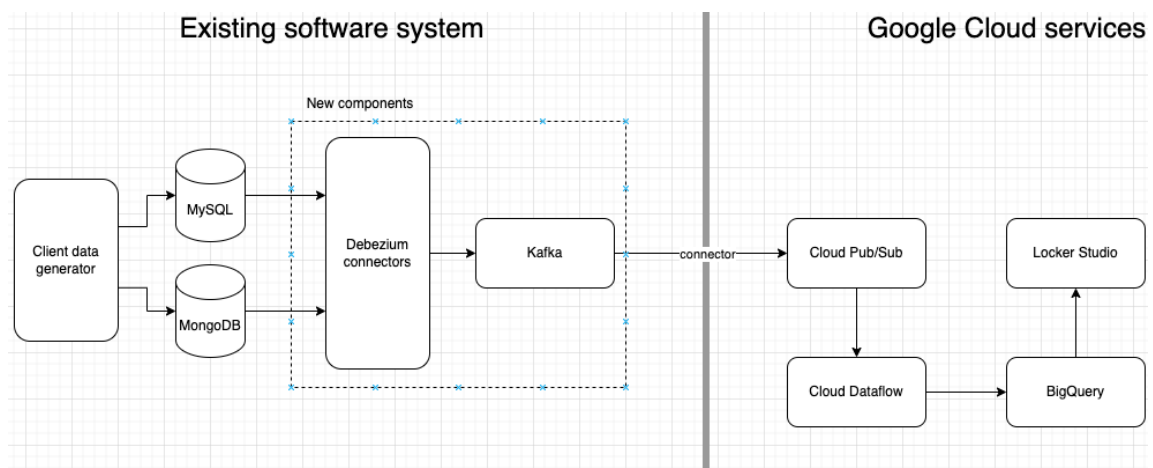 Existing software system
Google Cloud services
New components
Client data
generator
MySQL
MongoDB
Debezium
connectors
Kafka
connector
Cloud Pub/Sub
Locker Studio
Cloud Dataflow
BigQuery